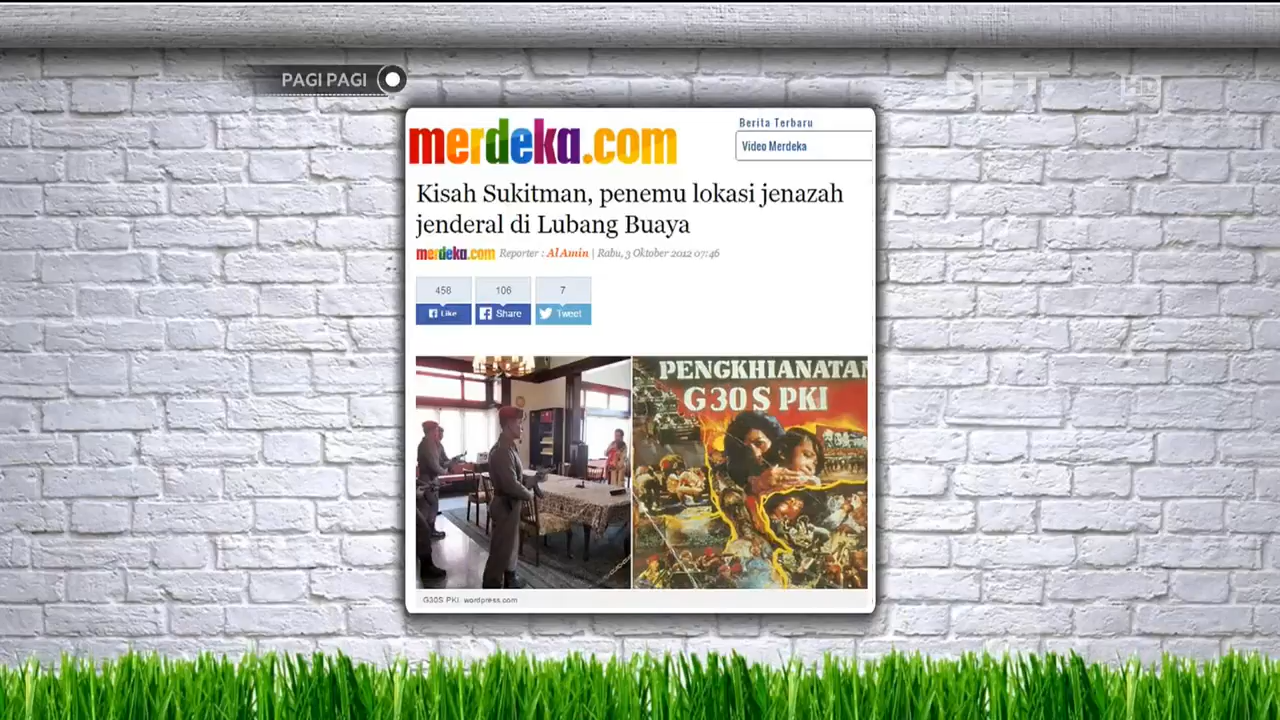 PAGI PAGI
NET.
HD
merdeka.com
Berita Terbaru
Video Merdeka
Kisah Sukitman, penemu lokasi jenazah
jenderal di Lubang Buaya
merdeka.com Reporter : Al Amin | Rabu, 3 Oktober 2012 07:46
458
106
7
Like
Share
Tweet
PENGKHIANATAN
G30S PKI
G30S PKI. wordpress.com